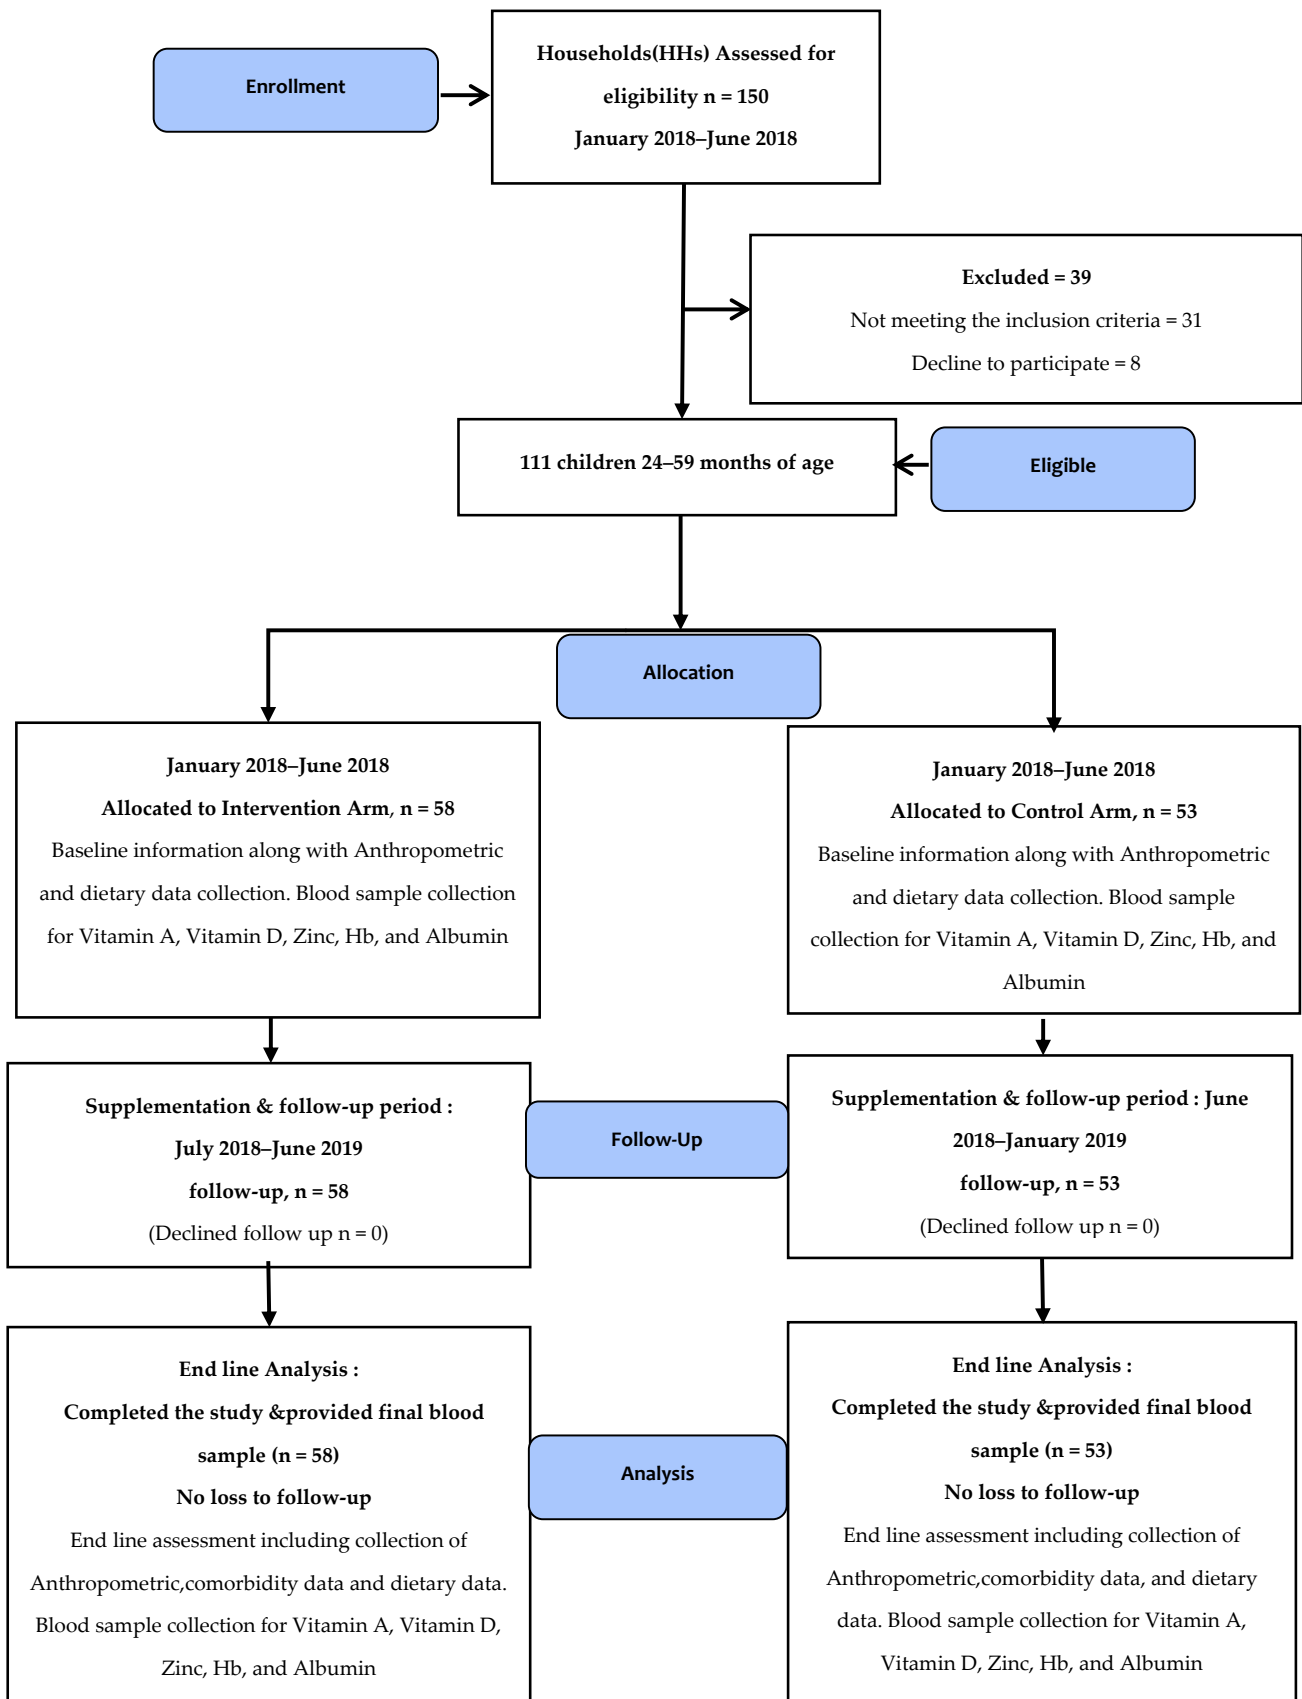 Enrollment
Households(HHs) Assessed for
eligibility n = 150
January 2018–June 2018
Excluded = 39
Not meeting the inclusion criteria = 31
Decline to participate = 8
111 children 24–59 months of age
Eligible
Allocation
January 2018–June 2018
Allocated to Intervention Arm, n = 58
Baseline information along with Anthropometric
and dietary data collection. Blood sample collection
for Vitamin A, Vitamin D, Zinc, Hb, and Albumin
January 2018–June 2018
Allocated to Control Arm, n = 53
Baseline information along with Anthropometric
and dietary data collection. Blood sample
collection for Vitamin A, Vitamin D, Zinc, Hb, and
Albumin
Supplementation & follow-up period :
July 2018–June 2019
follow-up, n = 58
(Declined follow up n = 0)
Follow-Up
Supplementation & follow-up period : June
2018–January 2019
follow-up, n = 53
(Declined follow up n = 0)
End line Analysis :
Completed the study &provided final blood
sample (n = 58)
No loss to follow-up
End line assessment including collection of
Anthropometric,comorbidity data and dietary data.
Blood sample collection for Vitamin A, Vitamin D,
Zinc, Hb, and Albumin
Analysis
End line Analysis :
Completed the study &provided final blood
sample (n = 53)
No loss to follow-up
End line assessment including collection of
Anthropometric,comorbidity data, and dietary
data. Blood sample collection for Vitamin A,
Vitamin D, Zinc, Hb, and Albumin